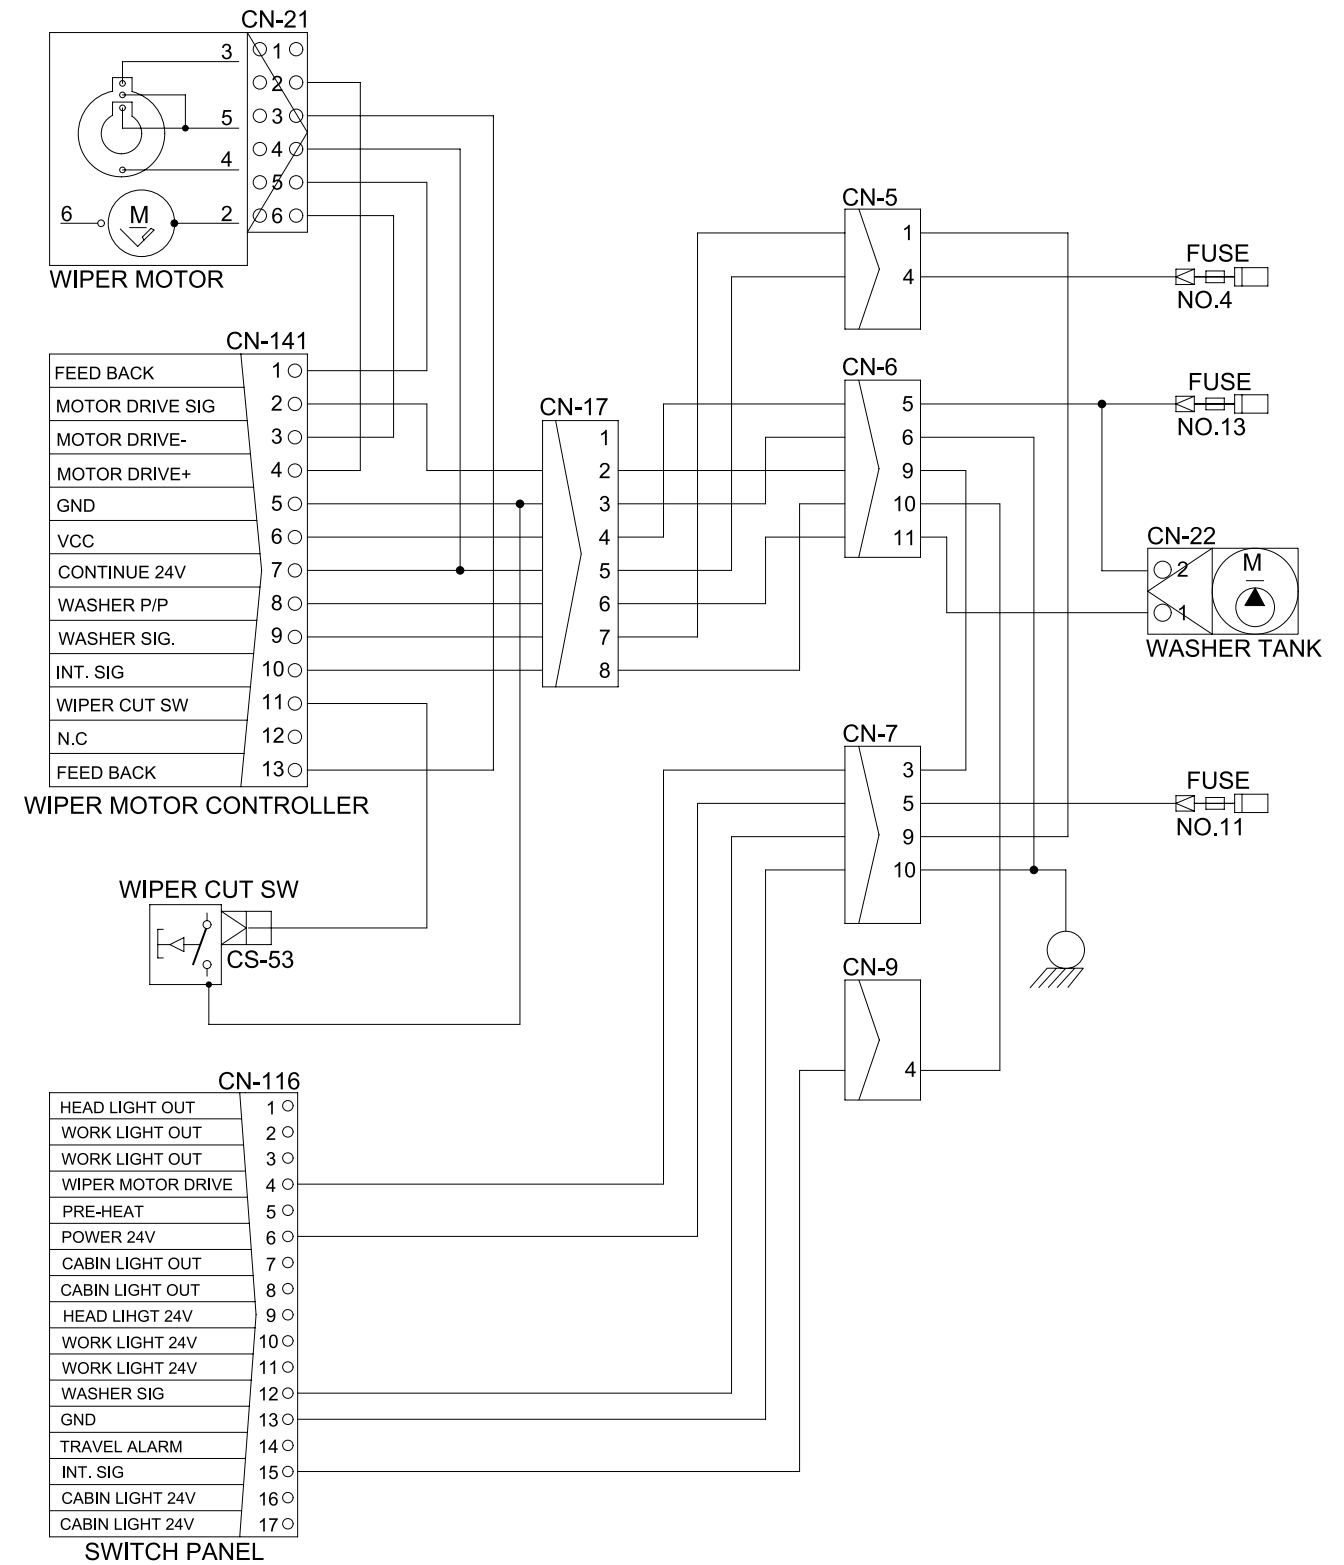 CN-21
1
2
3
4
5
6
3
5
4
6 M 2
WIPER MOTOR
CN-141
FEED BACK 1
MOTOR DRIVE SIG 2
MOTOR DRIVE- 3
MOTOR DRIVE+ 4
GND 5
VCC 6
CONTINUE 24V 7
WASHER P/P 8
WASHER SIG. 9
INT. SIG 10
WIPER CUT SW 11
N.C 12
FEED BACK 13
WIPER MOTOR CONTROLLER
WIPER CUT SW
CS-53
CN-116
HEAD LIGHT OUT 1
WORK LIGHT OUT 2
WORK LIGHT OUT 3
WIPER MOTOR DRIVE 4
PRE-HEAT 5
POWER 24V 6
CABIN LIGHT OUT 7
CABIN LIGHT OUT 8
HEAD LIHGT 24V 9
WORK LIGHT 24V 10
WORK LIGHT 24V 11
WASHER SIG 12
GND 13
TRAVEL ALARM 14
INT. SIG 15
CABIN LIGHT 24V 16
CABIN LIGHT 24V 17
SWITCH PANEL
CN-17
1
2
3
4
5
6
7
8
CN-5
1
4
CN-6
5
6
9
10
11
CN-7
3
5
9
10
CN-9
4
FUSE
NO.4
FUSE
NO.13
CN-22
2 M
1
WASHER TANK
FUSE
NO.11